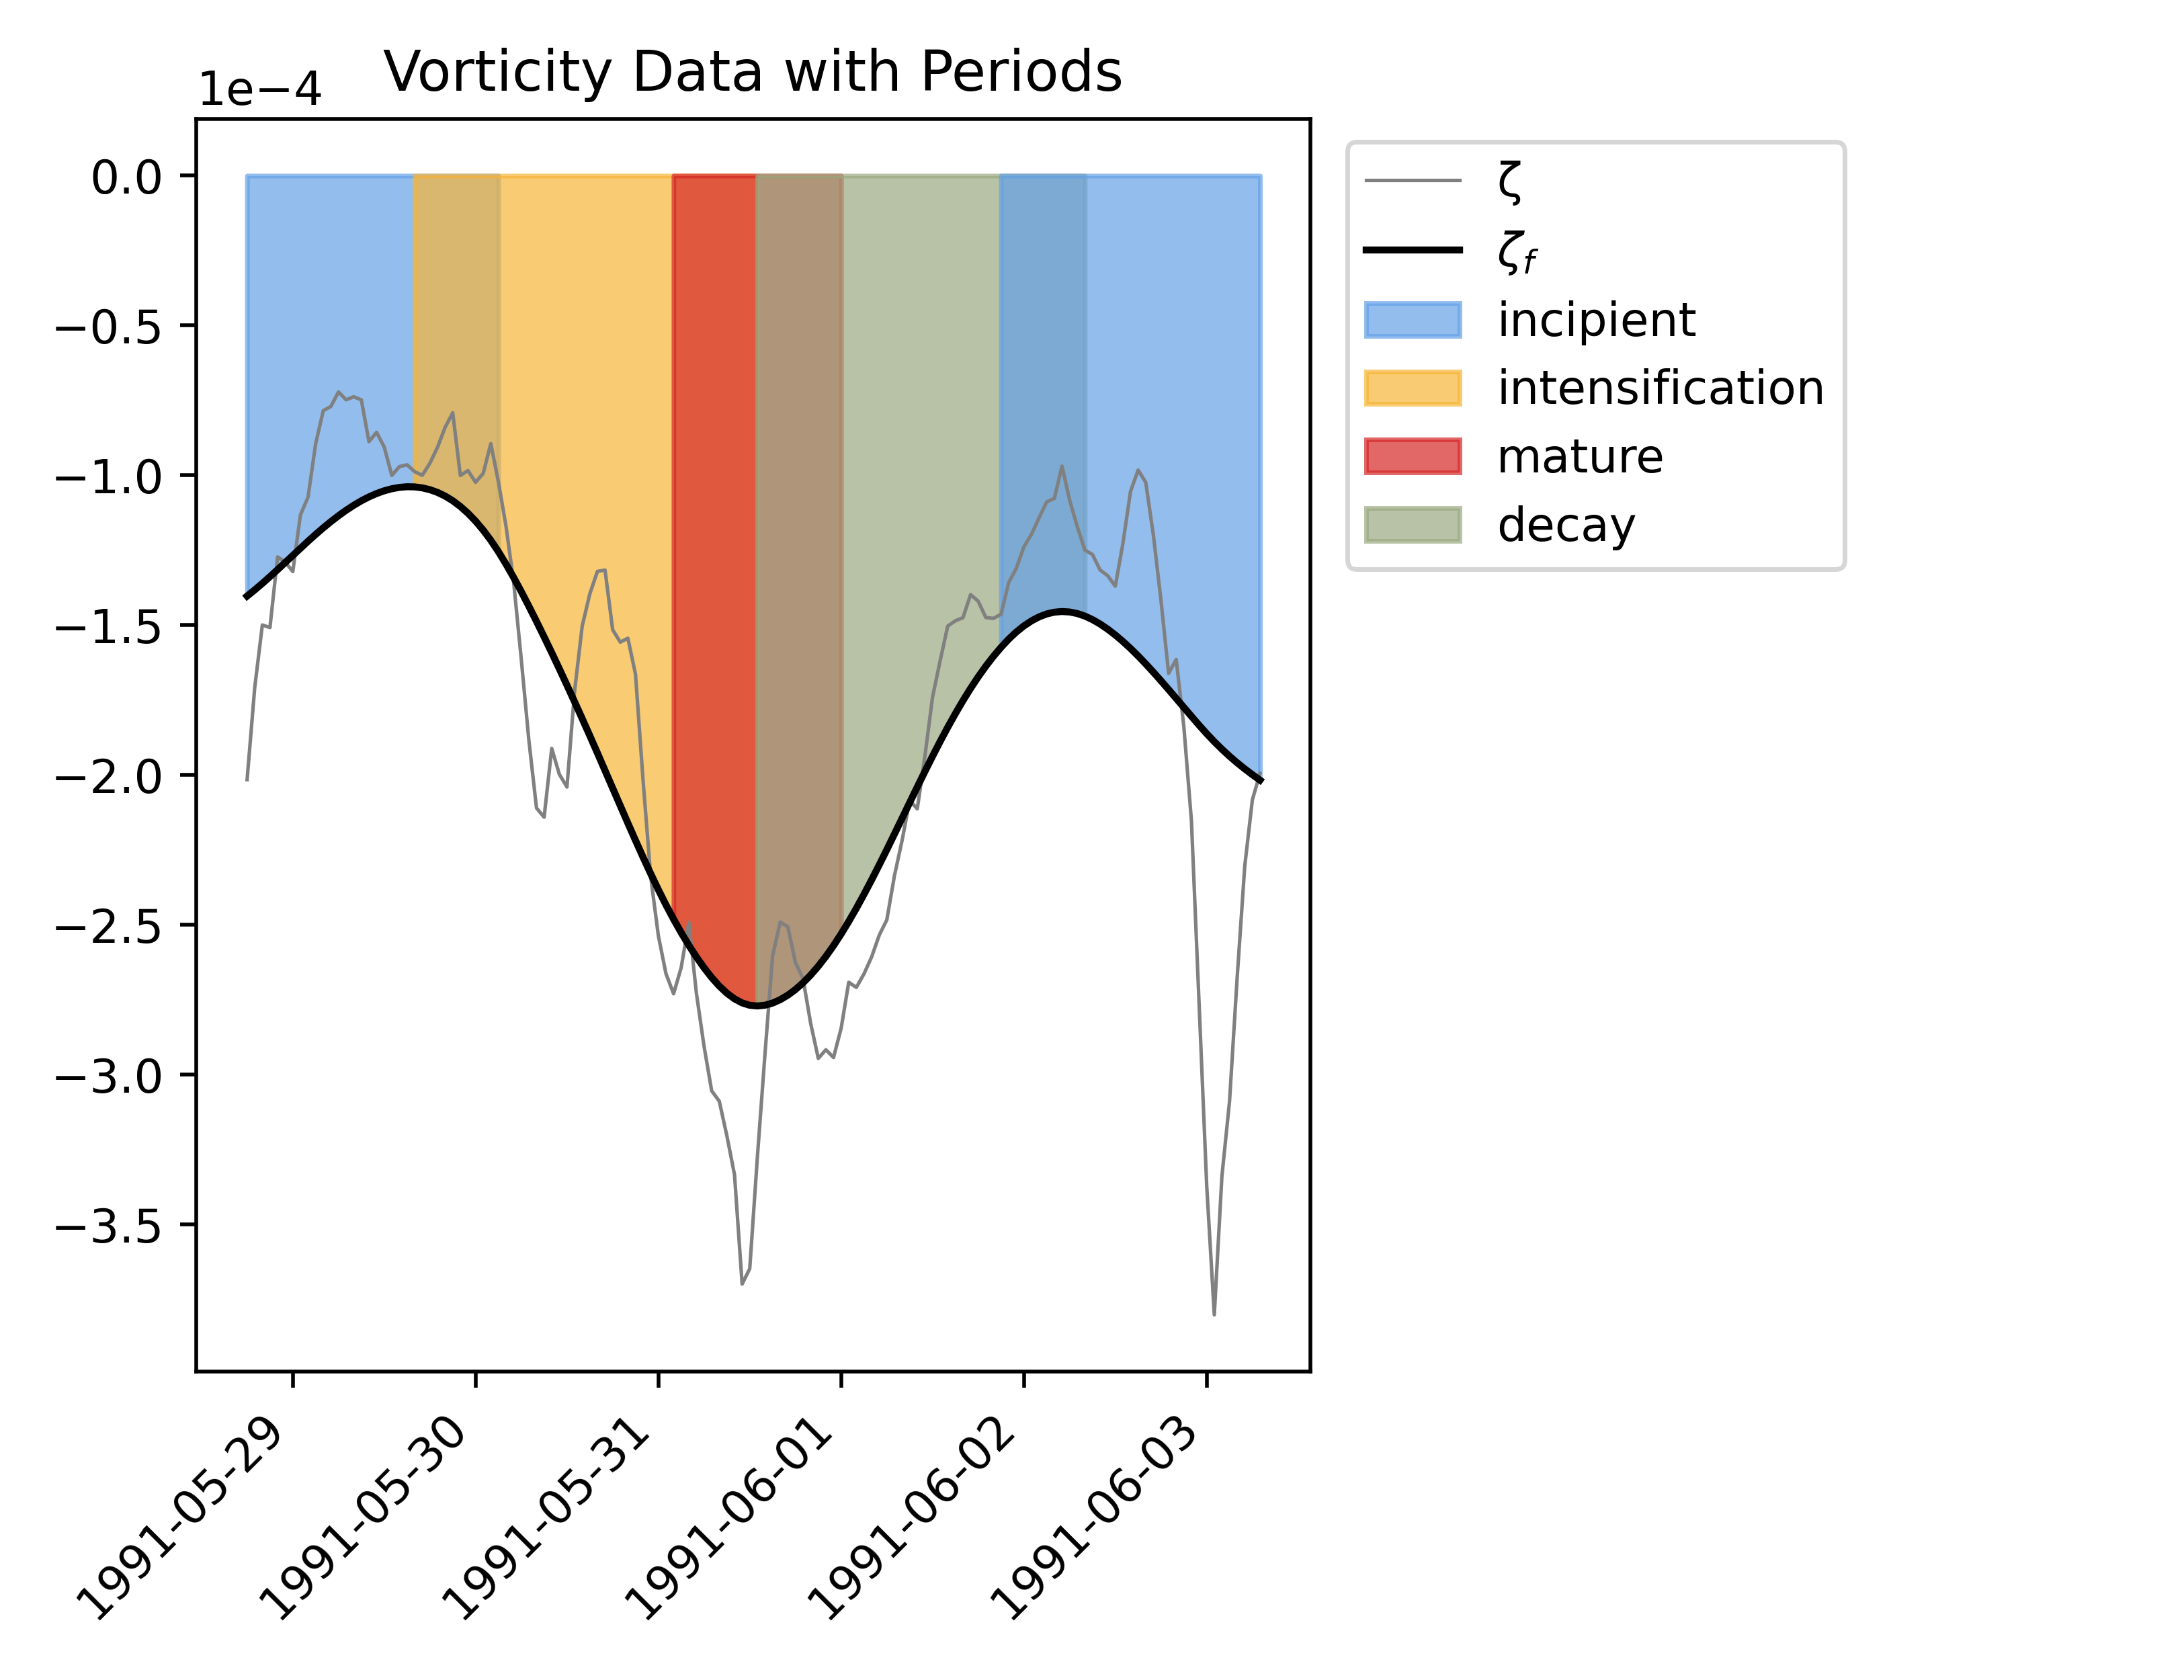 Vorticity Data with Periods
1e−4
0.0
−0.5
−1.0
−1.5
−2.0
−2.5
−3.0
−3.5
1991-05-29
1991-05-30
1991-05-31
1991-06-01
1991-06-02
1991-06-03
ζ
ζf
incipient
intensification
mature
decay